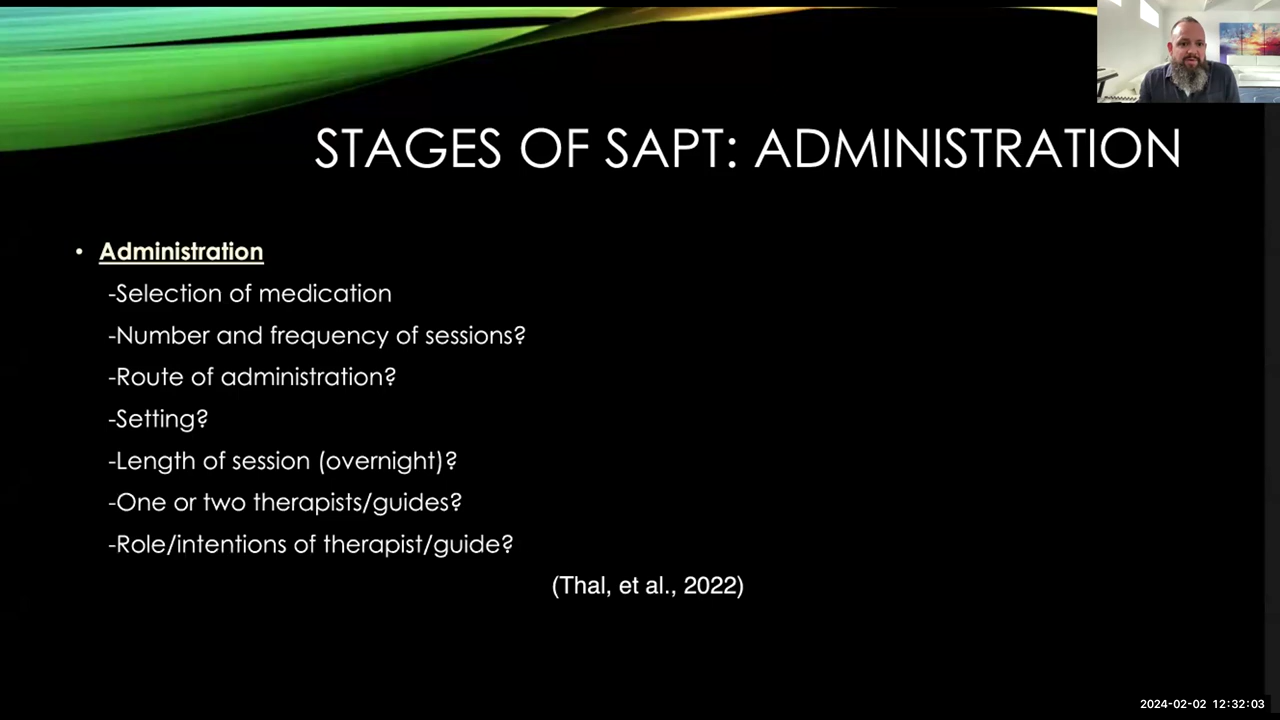 STAGES OF SAPT: ADMINISTRATION
• Administration
-Selection of medication
-Number and frequency of sessions?
-Route of administration?
-Setting?
-Length of session (overnight)?
-One or two therapists/guides?
-Role/intentions of therapist/guide?
(Thal, et al., 2022)
2024-02-02 12:32:03